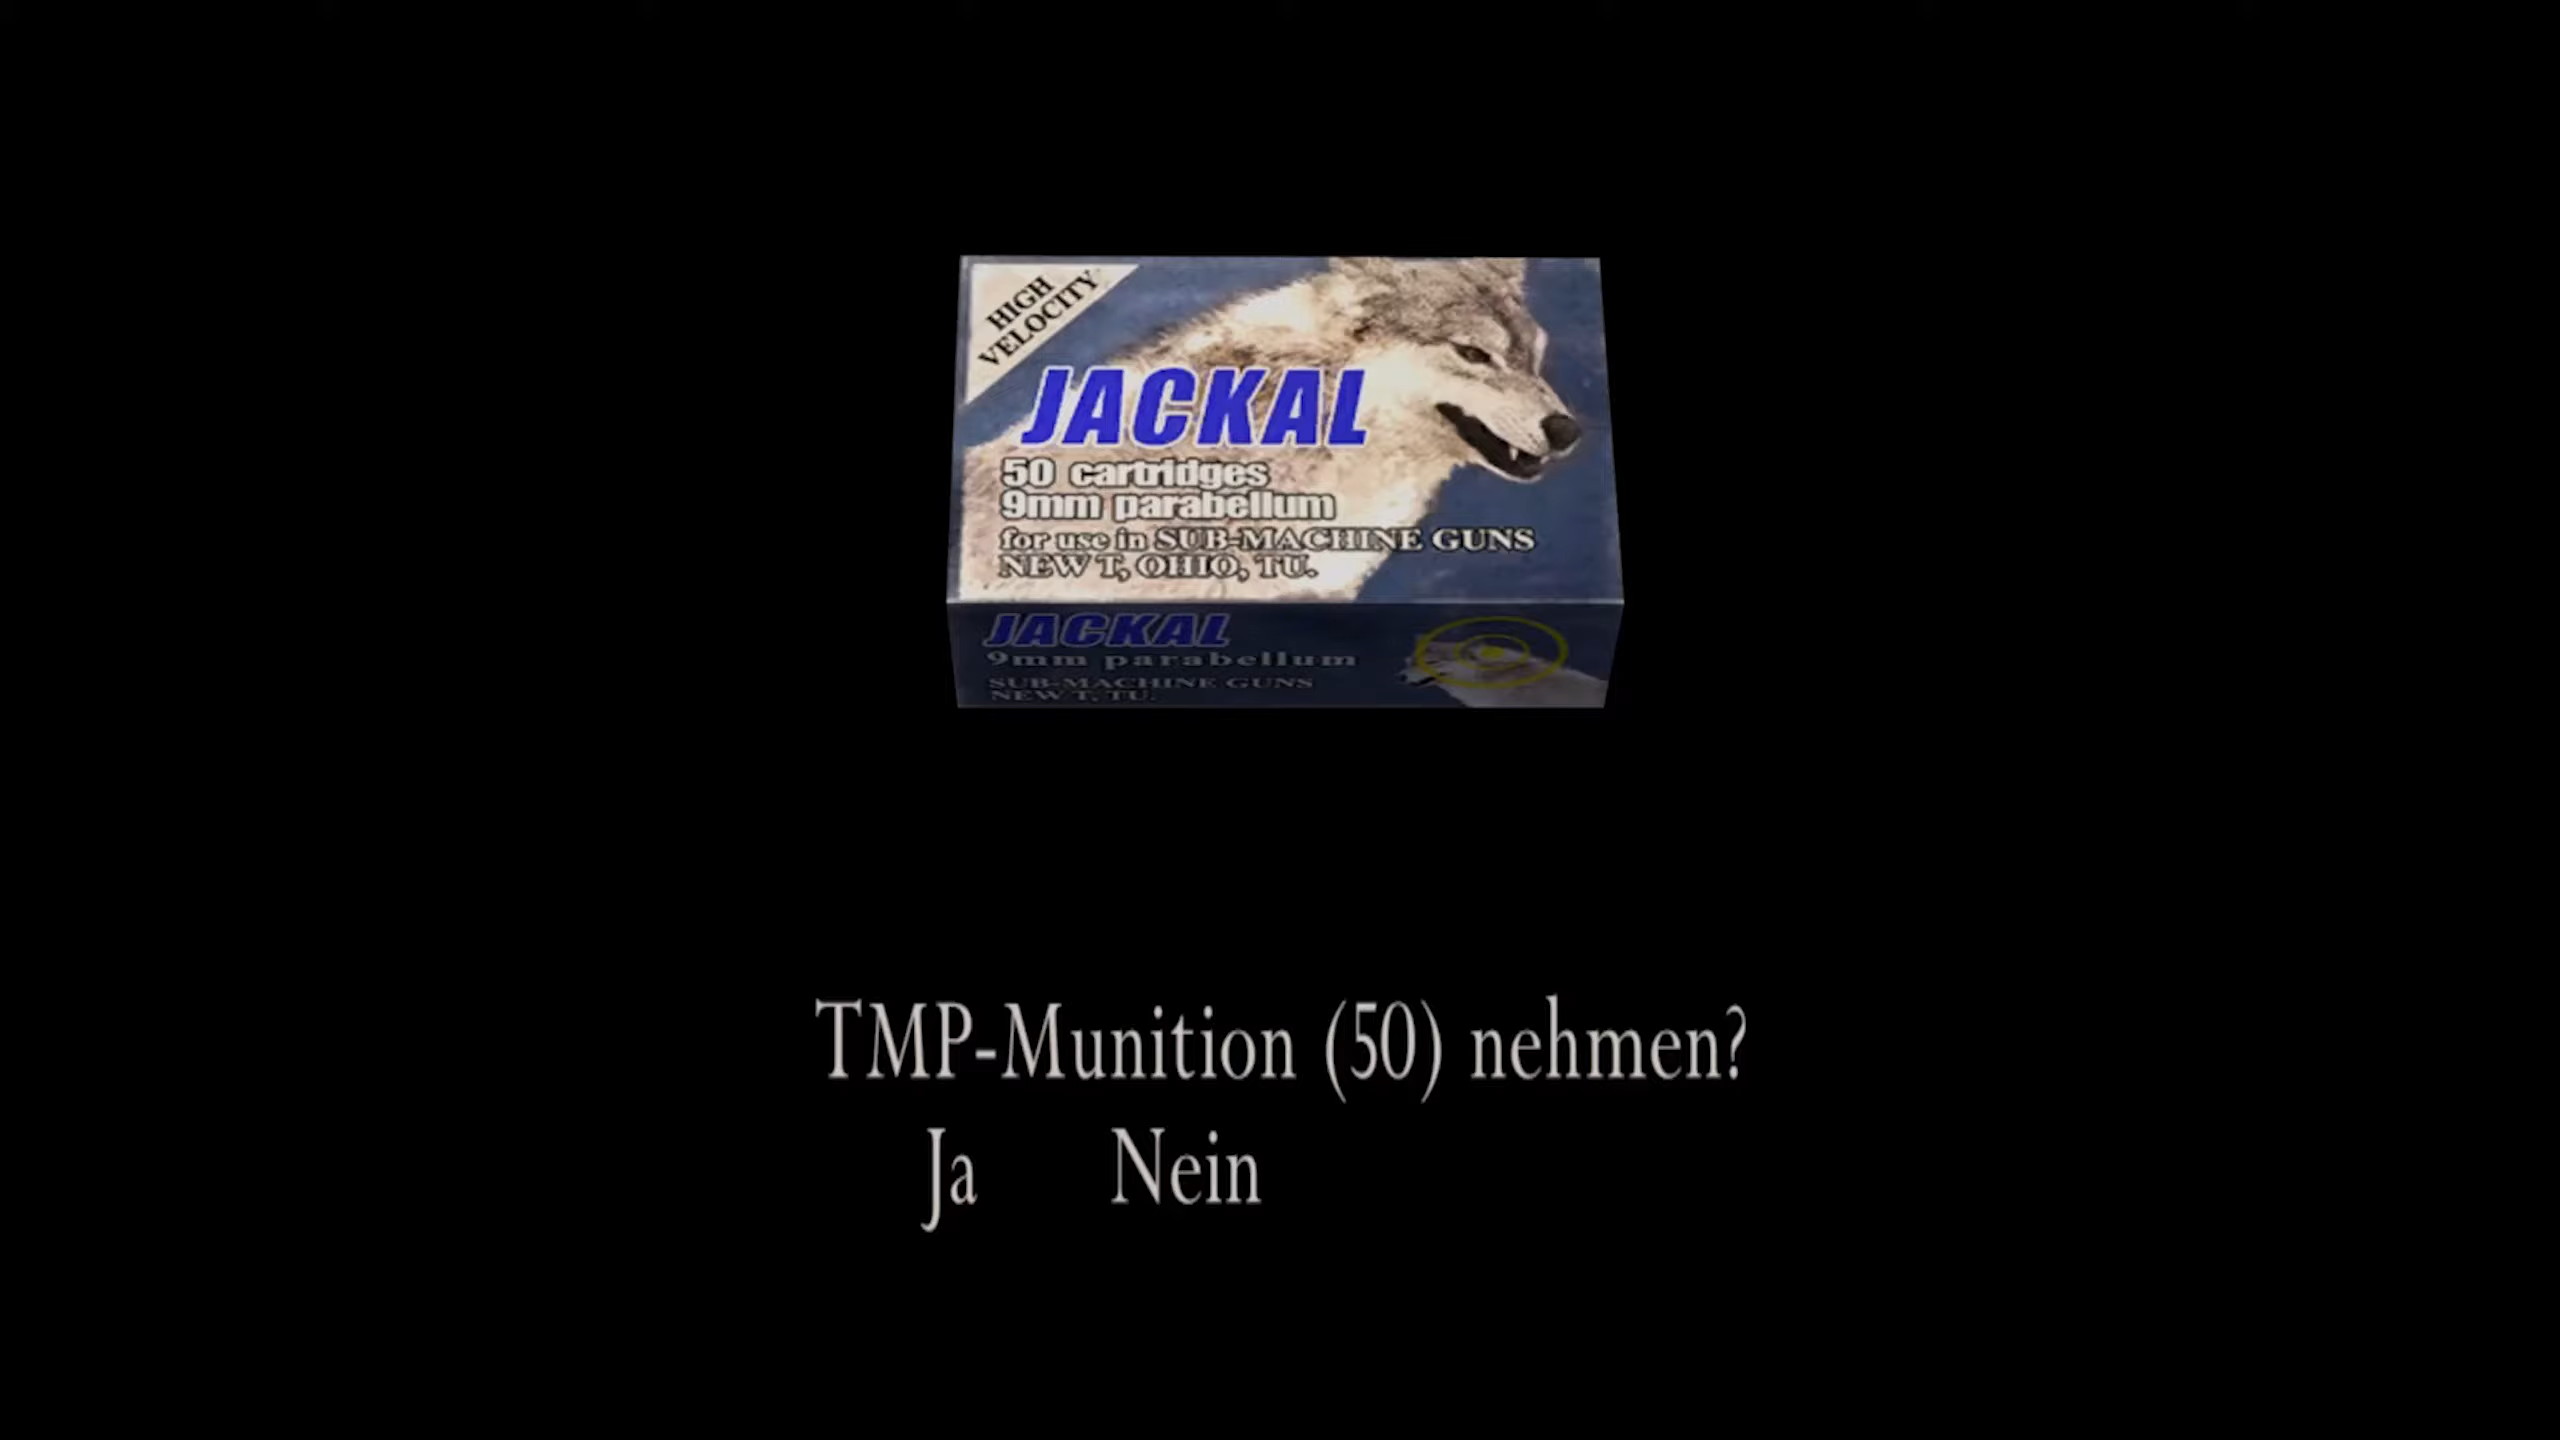 HIGH
VELOCITY
JACKAL
50 cartridges
9mm parabellum
for use in SUB-MACHINE GUNS
NEW T, OHIO, TU.
JACKAL
9mm parabellum
SUB-MACHINE GUNS
NEW T, TU.
TMP-Munition (50) nehmen?
Ja Nein